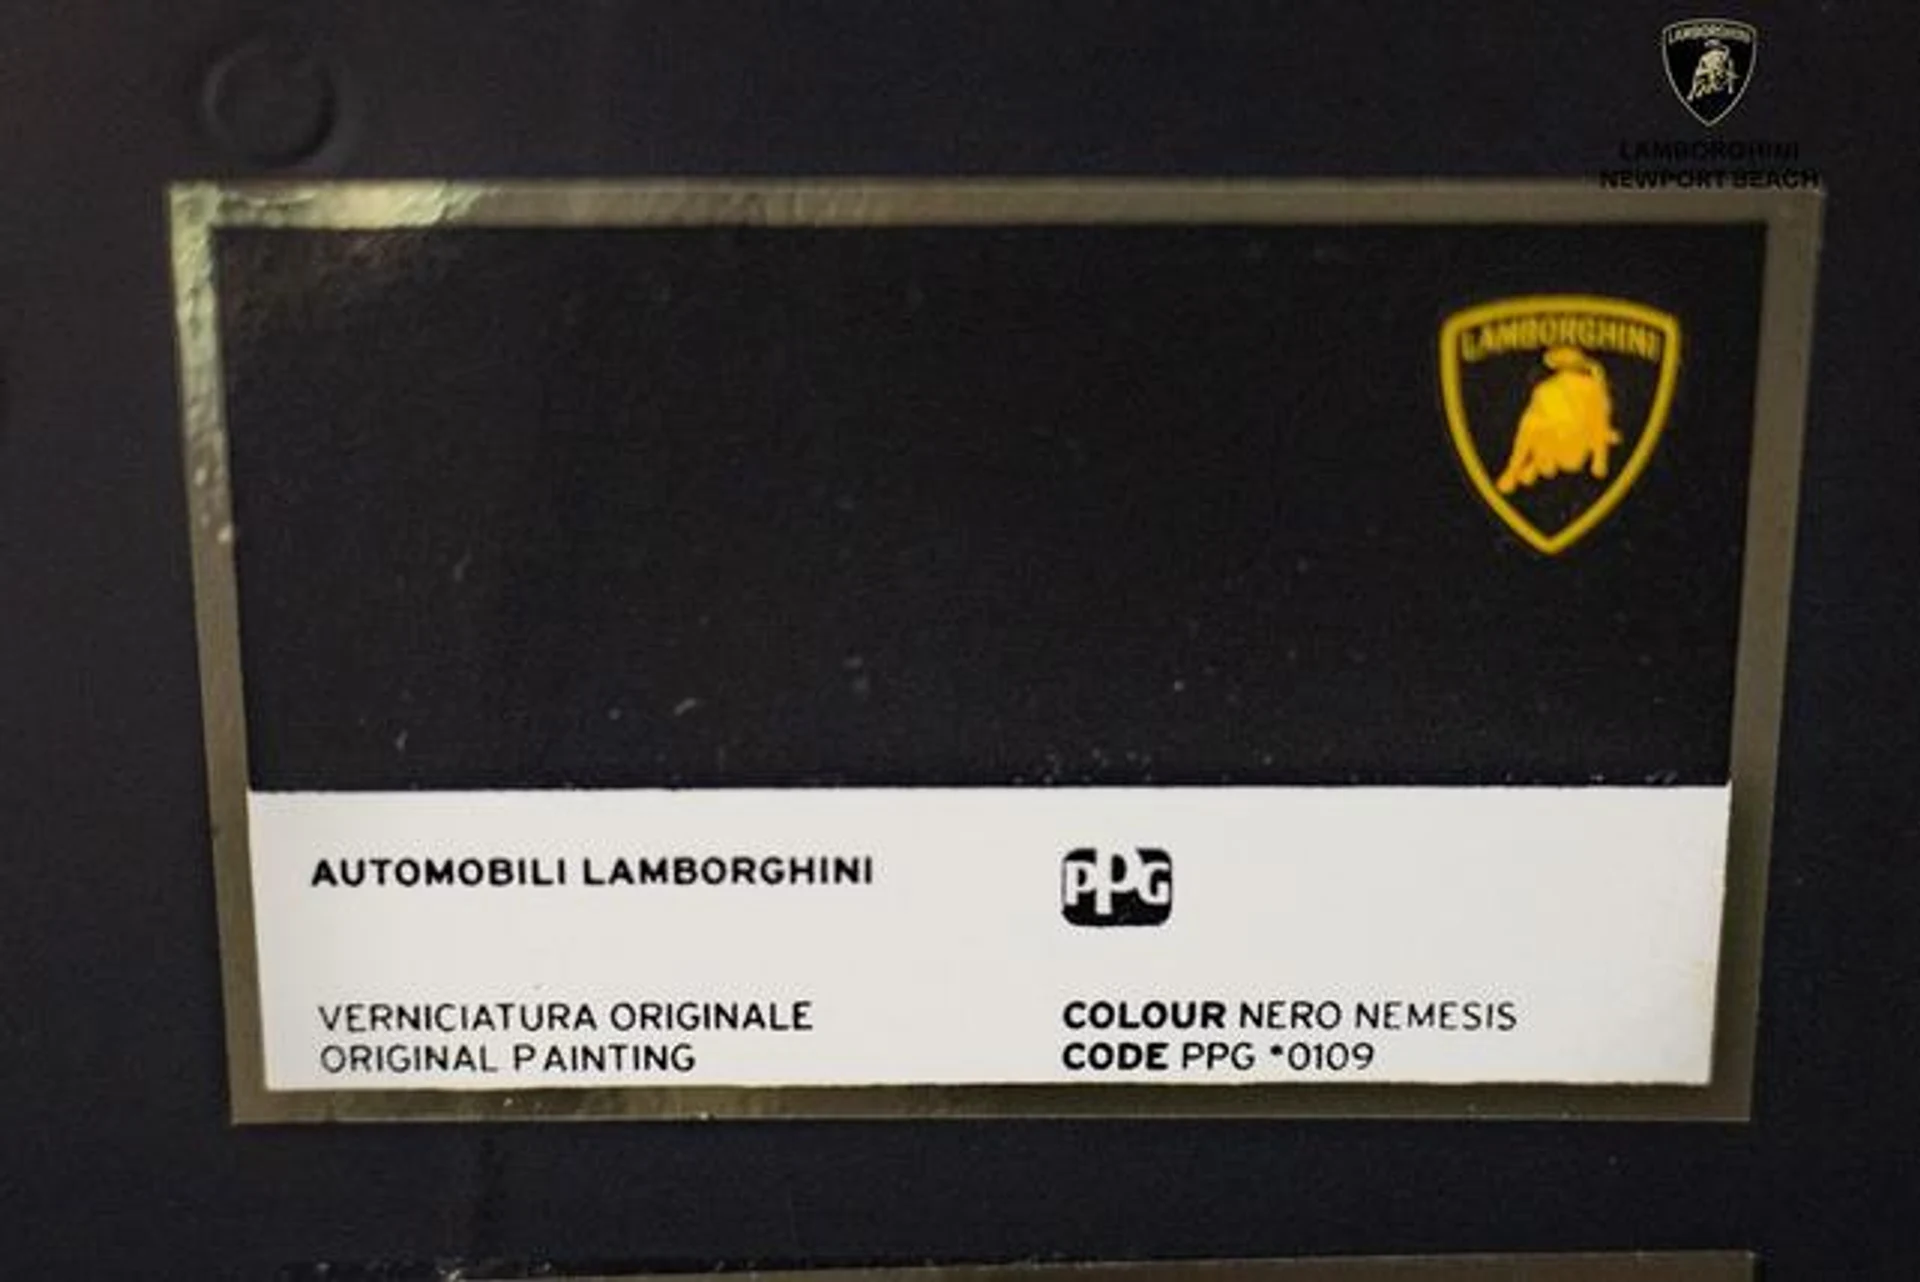 LAMBORGHINI
LAMBORGHINI
NEWPORT BEACH
LAMBORGHINI
AUTOMOBILI LAMBORGHINI
PPG
VERNICIATURA ORIGINALE
ORIGINAL PAINTING
COLOUR NERO NEMESIS
CODE PPG *0109